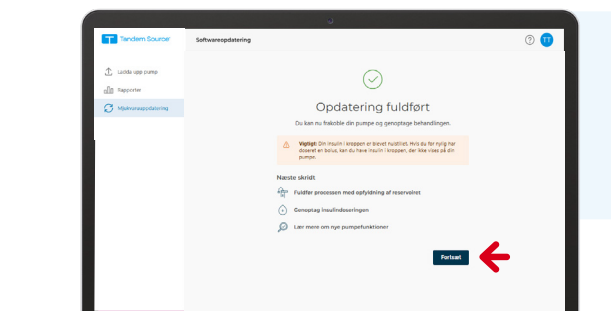 Tandem Source
Softwareopdatering
?
TT
Ladda upp pump
Rapporter
Mjukvaruuppdatering
Opdatering fuldført
Du kan nu frakoble din pumpe og genoptage behandlingen.
Vigtigt: Din insulin i kroppen er blevet nulstillet. Hvis du for nylig har
doseret en bolus, kan du have insulin i kroppen, der ikke vises på din
pumpe.
Næste skridt
Fuldfør processen med opfyldning af reservoiret
Genoptag insulindoseringen
Lær mere om nye pumpefunktioner
Fortsæt